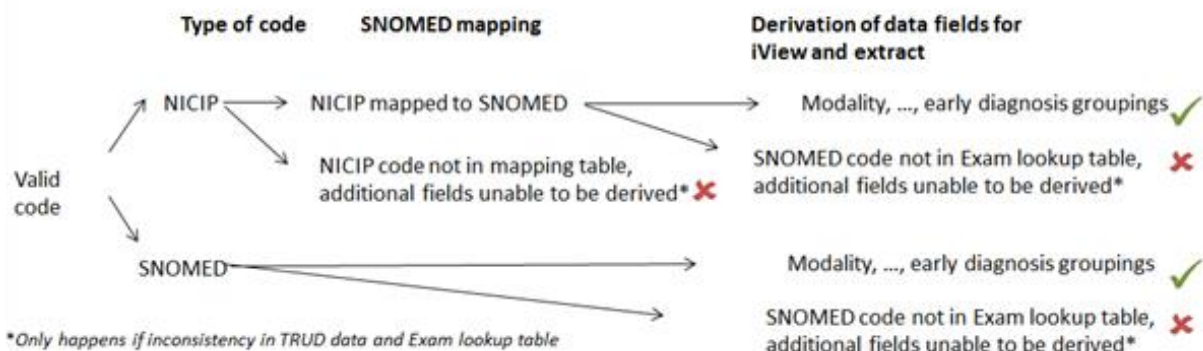 Type of code
SNOMED mapping
Derivation of data fields for
iView and extract
NICIP
NICIP mapped to SNOMED
Modality, ..., early diagnosis groupings
NICIP code not in mapping table,
additional fields unable to be derived*
SNOMED code not in Exam lookup table,
additional fields unable to be derived*
Valid
code
SNOMED
Modality, ..., early diagnosis groupings
SNOMED code not in Exam lookup table,
additional fields unable to be derived*
*Only happens if inconsistency in TRUD data and Exam lookup table